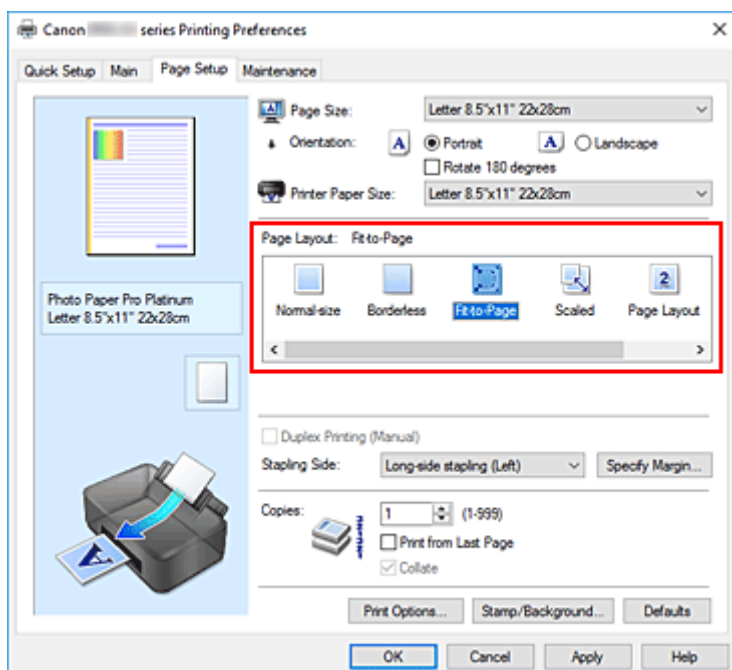 Canon series Printing Preferences
Quick Setup Main Page Setup Maintenance
Page Size: Letter 8.5"x11" 22x28cm
Orientation: A Portrait A Landscape
Rotate 180 degrees
Printer Paper Size: Letter 8.5"x11" 22x28cm
Page Layout: Fit-to-Page
Normal-size Borderless Fit-to-Page Scaled Page Layout
Photo Paper Pro Platinum
Letter 8.5"x11" 22x28cm
Duplex Printing (Manual)
Stapling Side: Long-side stapling (Left) Specify Margin...
Copies: 1 (1-999)
Print from Last Page
Collate
Print Options... Stamp/Background... Defaults
OK Cancel Apply Help